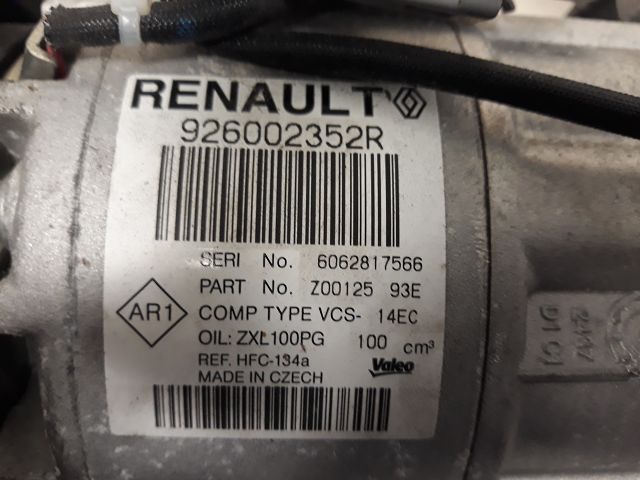 RENAULT
926002352R
SERI No. 6062817566
PART No. Z00125 93E
AR1
COMP TYPE VCS- 14EC
OIL: ZXL100PG 100 cm³
REF. HFC-134a
MADE IN CZECH
Valeo